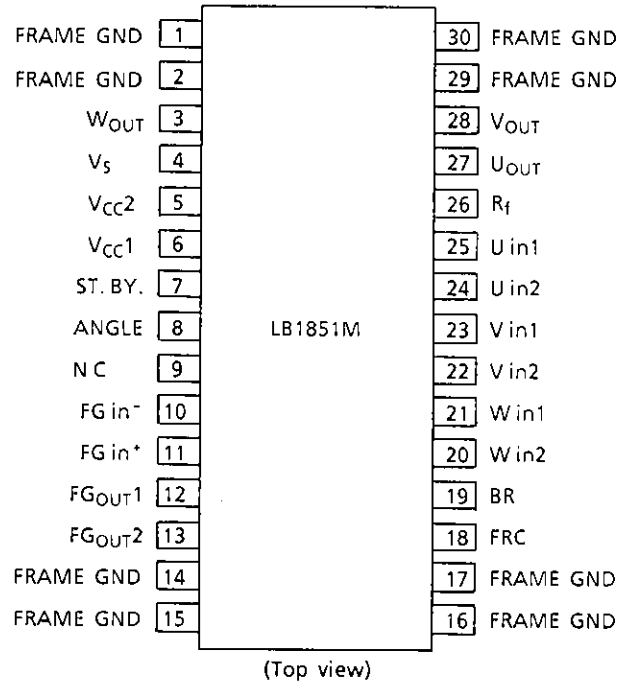 FRAME GND 1
FRAME GND 2
WOUT 3
VS 4
VCC2 5
VCC1 6
ST. BY. 7
ANGLE 8
NC 9
FG in- 10
FG in+ 11
FGOUT1 12
FGOUT2 13
FRAME GND 14
FRAME GND 15
LB1851M
30 FRAME GND
29 FRAME GND
28 VOUT
27 UOUT
26 Rf
25 U in1
24 U in2
23 V in1
22 V in2
21 W in1
20 W in2
19 BR
18 FRC
17 FRAME GND
16 FRAME GND
(Top view)